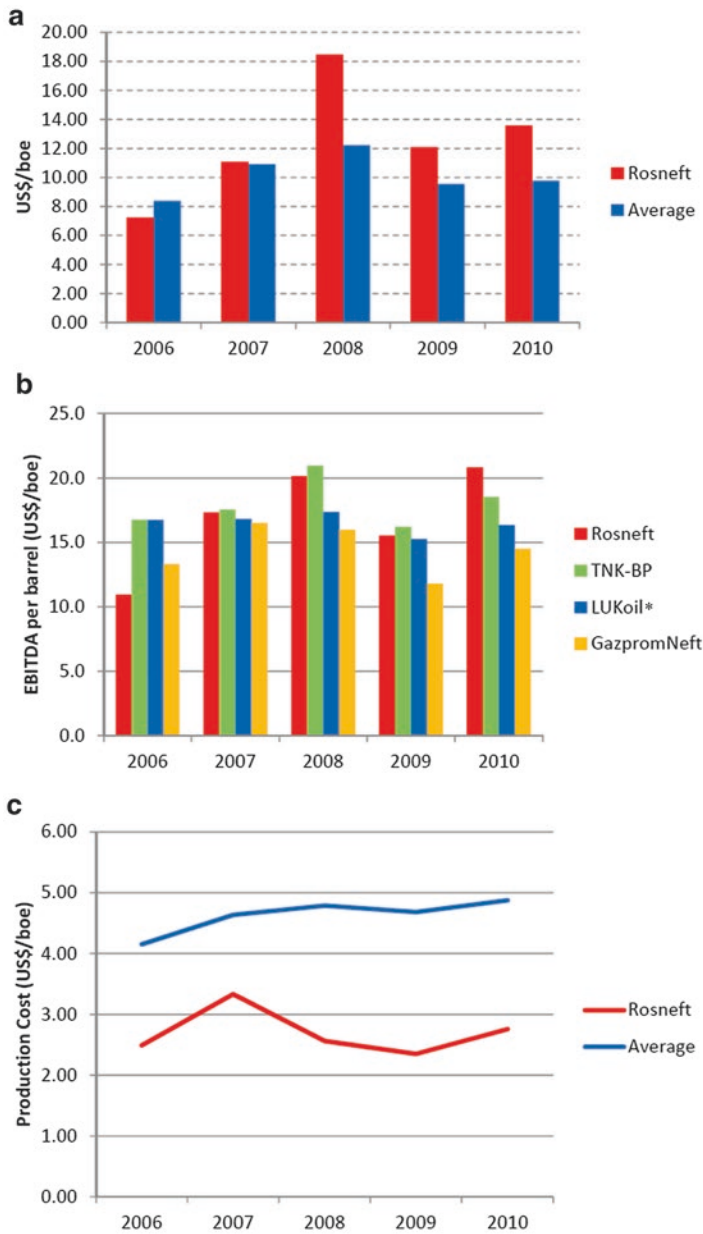 a
US$/boe
20.00
18.00
16.00
14.00
12.00
10.00
8.00
6.00
4.00
2.00
0.00
2006 2007 2008 2009 2010
Rosneft
Average
b
EBITDA per barrel (US$/boe)
25.0
20.0
15.0
10.0
5.0
0.0
2006 2007 2008 2009 2010
Rosneft
TNK-BP
LUKoil*
GazpromNeft
c
Production Cost (US$/boe)
6.00
5.00
4.00
3.00
2.00
1.00
0.00
2006 2007 2008 2009 2010
Rosneft
Average